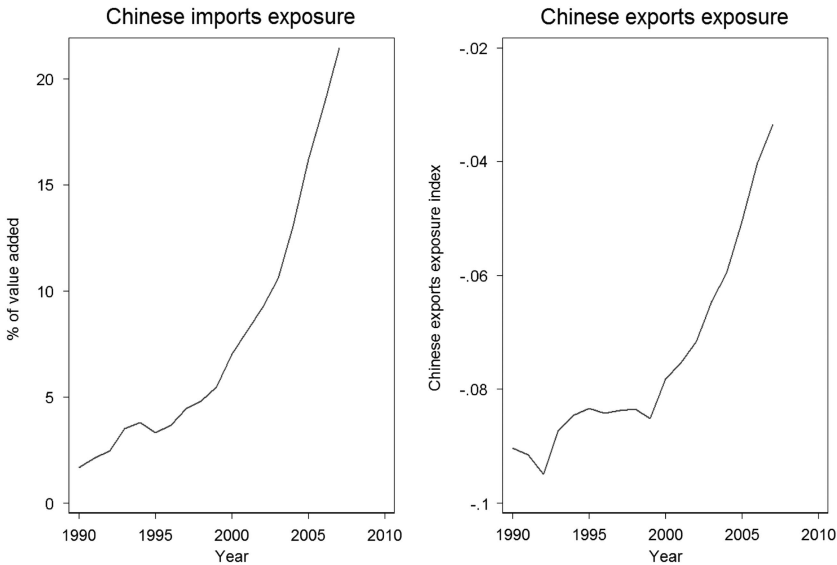 Chinese imports exposure
% of value added
20
15
10
5
0
1990 1995 2000 2005 2010
Year
Chinese exports exposure
Chinese exports exposure index
-.02
-.04
-.06
-.08
-.1
1990 1995 2000 2005 2010
Year